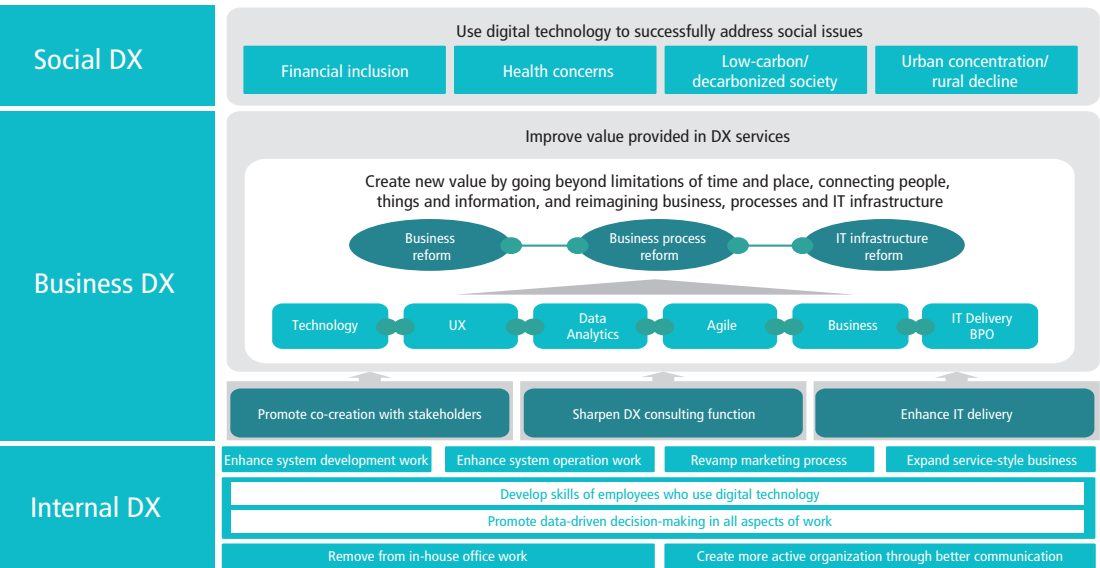 Social DX
Use digital technology to successfully address social issues
Financial inclusion
Health concerns
Low-carbon/
decarbonized society
Urban concentration/
rural decline
Business DX
Improve value provided in DX services
Create new value by going beyond limitations of time and place, connecting people,
things and information, and reimagining business, processes and IT infrastructure
Business
reform
Business process
reform
IT infrastructure
reform
Technology
UX
Data
Analytics
Agile
Business
IT Delivery
BPO
Promote co-creation with stakeholders
Sharpen DX consulting function
Enhance IT delivery
Internal DX
Enhance system development work
Enhance system operation work
Revamp marketing process
Expand service-style business
Develop skills of employees who use digital technology
Promote data-driven decision-making in all aspects of work
Remove from in-house office work
Create more active organization through better communication